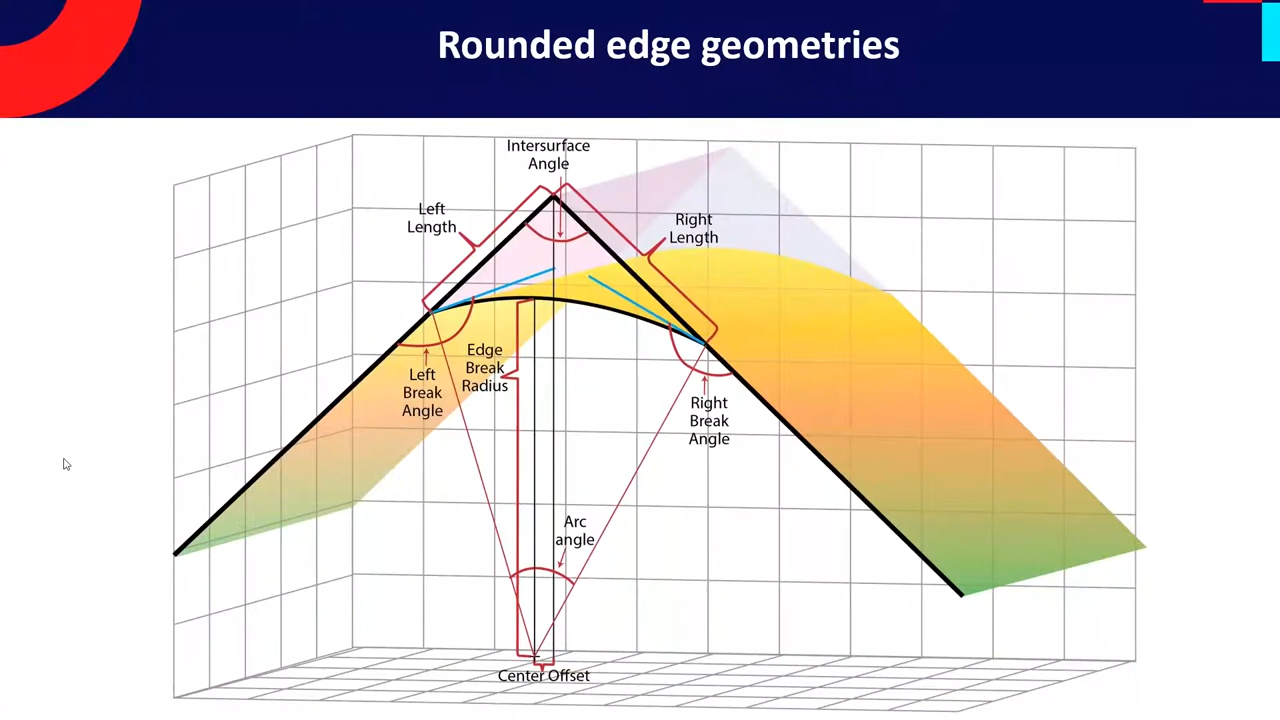 Rounded edge geometries
Intersurface
Angle
Left
Length
Right
Length
Edge
Break
Radius
Left
Break
Angle
Right
Break
Angle
Arc
angle
Center Offset